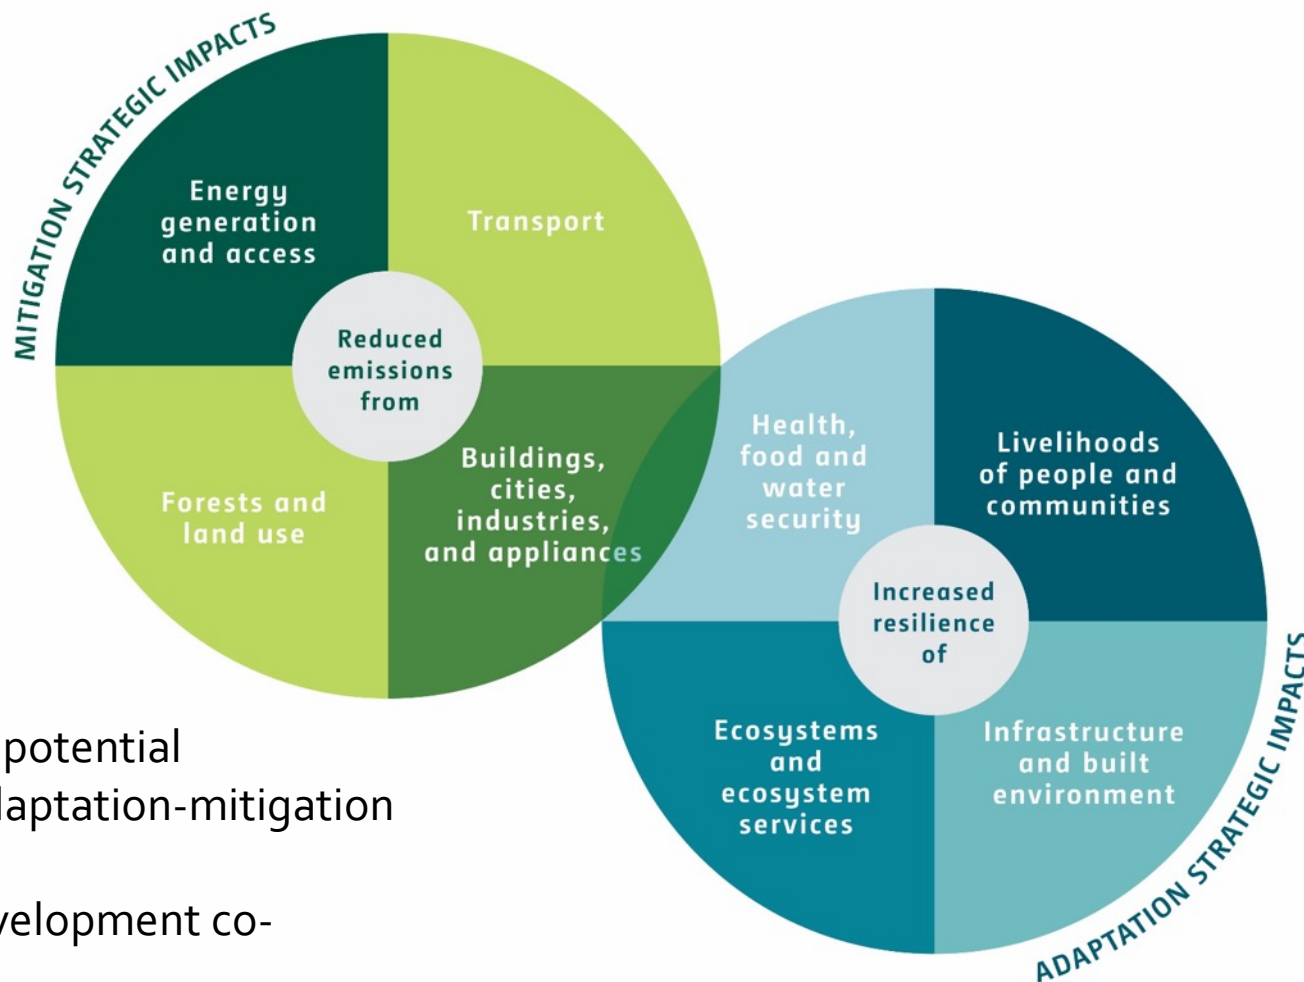 MITIGATION STRATEGIC IMPACTS
Energy
generation
and access
Transport
Reduced
emissions
from
Forests and
land use
Buildings,
cities,
industries,
and appliances
Health,
food and
water
security
Livelihoods
of people and
communities
Increased
resilience
of
Ecosystems
and
ecosystem
services
Infrastructure
and built
environment
ADAPTATION STRATEGIC IMPACTS
potential
laptation-mitigation
velopment co-